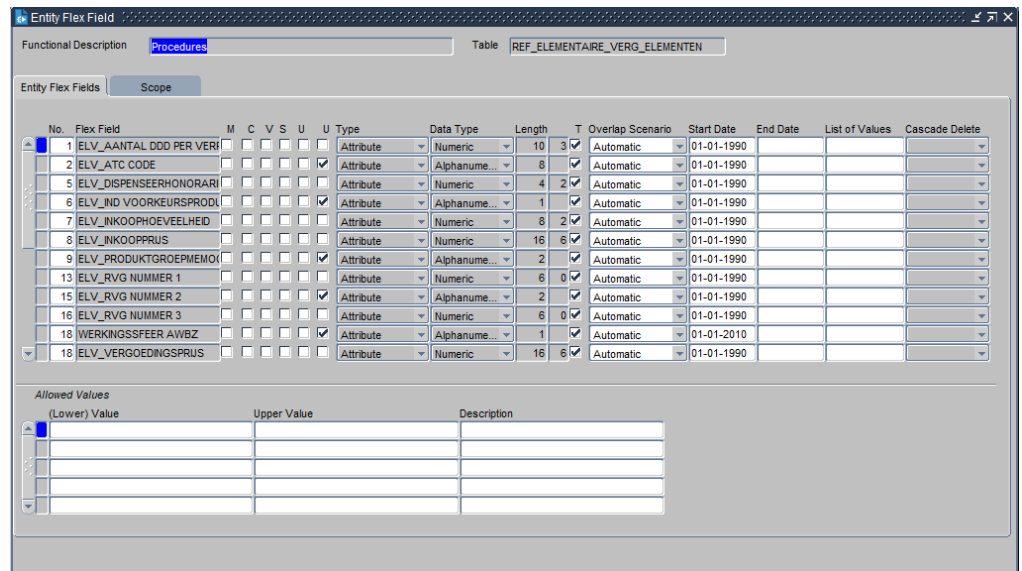 Entity Flex Field
Functional Description Procedures Table REF_ELEMENTAIRE_VERG_ELEMENTEN
Entity Flex Fields Scope
No. Flex Field M C V S U U Type Data Type Length T Overlap Scenario Start Date End Date List of Values Cascade Delete
1 ELV_AANTAL DDD PER VERP Attribute Numeric 10 3 Automatic 01-01-1990
2 ELV_ATC CODE Attribute Alphanume... 8 Automatic 01-01-1990
5 ELV_DISPENSEERHONORARI Attribute Numeric 4 2 Automatic 01-01-1990
6 ELV_IND VOORKEURSPRODU Attribute Alphanume... 1 Automatic 01-01-1990
7 ELV_INKOOPHOEVEELHEID Attribute Numeric 8 2 Automatic 01-01-1990
8 ELV_INKOOPPRIJS Attribute Numeric 16 6 Automatic 01-01-1990
9 ELV_PRODUKTGROEPMEMO Attribute Alphanume... 2 Automatic 01-01-1990
13 ELV_RVG NUMMER 1 Attribute Numeric 6 0 Automatic 01-01-1990
15 ELV_RVG NUMMER 2 Attribute Alphanume... 2 Automatic 01-01-1990
16 ELV_RVG NUMMER 3 Attribute Numeric 6 0 Automatic 01-01-1990
18 WERKINGSSFEER AWBZ Attribute Alphanume... 1 Automatic 01-01-2010
18 ELV_VERGOEDINGSPRIJS Attribute Numeric 16 6 Automatic 01-01-1990
Allowed Values
(Lower) Value Upper Value Description